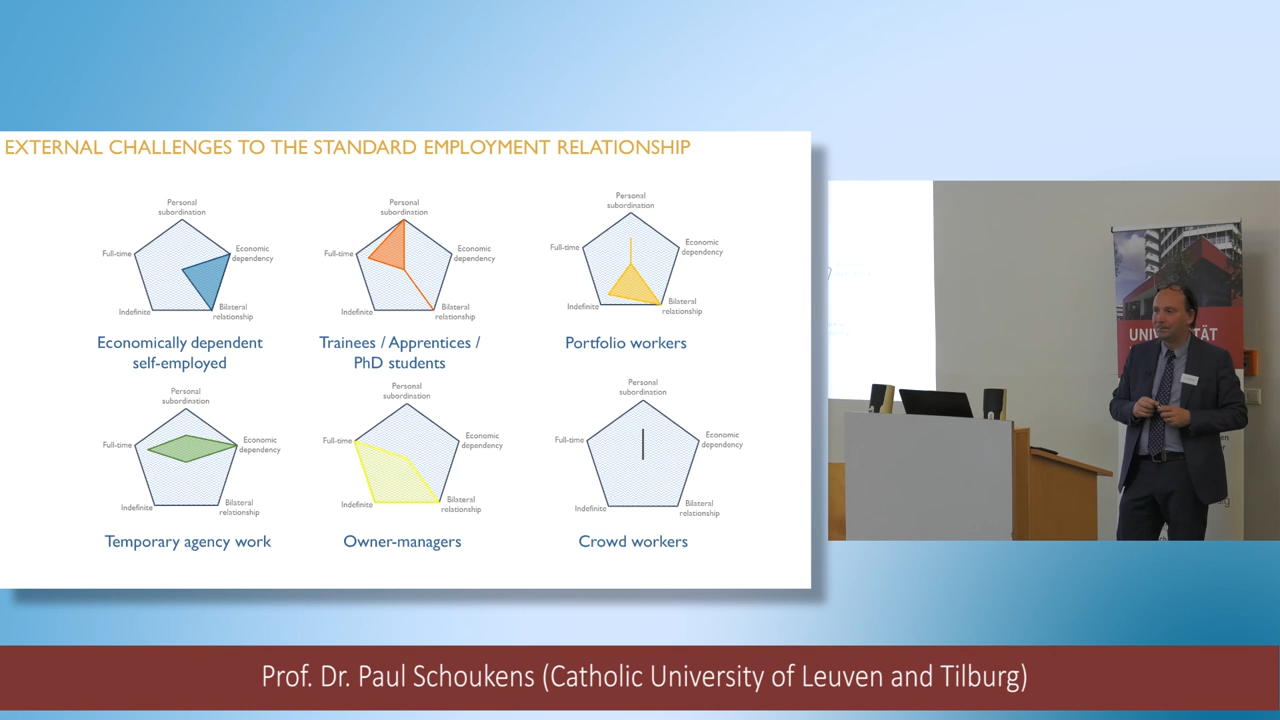 EXTERNAL CHALLENGES TO THE STANDARD EMPLOYMENT RELATIONSHIP
Personal
subordination
Full-time
Economic
dependency
Indefinite
Bilateral
relationship
Economically dependent
self-employed
Personal
subordination
Full-time
Economic
dependency
Indefinite
Bilateral
relationship
Trainees / Apprentices /
PhD students
Personal
subordination
Full-time
Economic
dependency
Indefinite
Bilateral
relationship
Portfolio workers
Personal
subordination
Full-time
Economic
dependency
Indefinite
Bilateral
relationship
Temporary agency work
Personal
subordination
Full-time
Economic
dependency
Indefinite
Bilateral
relationship
Owner-managers
Personal
subordination
Full-time
Economic
dependency
Indefinite
Bilateral
relationship
Crowd workers
Prof. Dr. Paul Schoukens (Catholic University of Leuven and Tilburg)